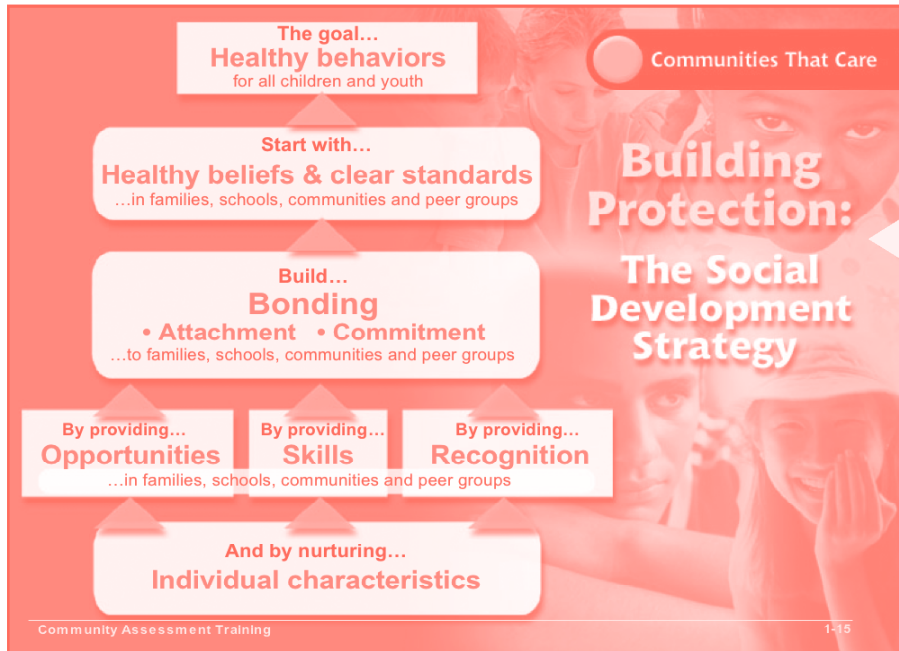 The goal…
Healthy behaviors
for all children and youth
Communities That Care
Start with…
Healthy beliefs & clear standards
…in families, schools, communities and peer groups
Building
Protection:
The Social
Development
Strategy
Build…
Bonding
• Attachment • Commitment
…to families, schools, communities and peer groups
By providing…
Opportunities
By providing…
Skills
By providing…
Recognition
…in families, schools, communities and peer groups
And by nurturing…
Individual characteristics
Community Assessment Training
1-15